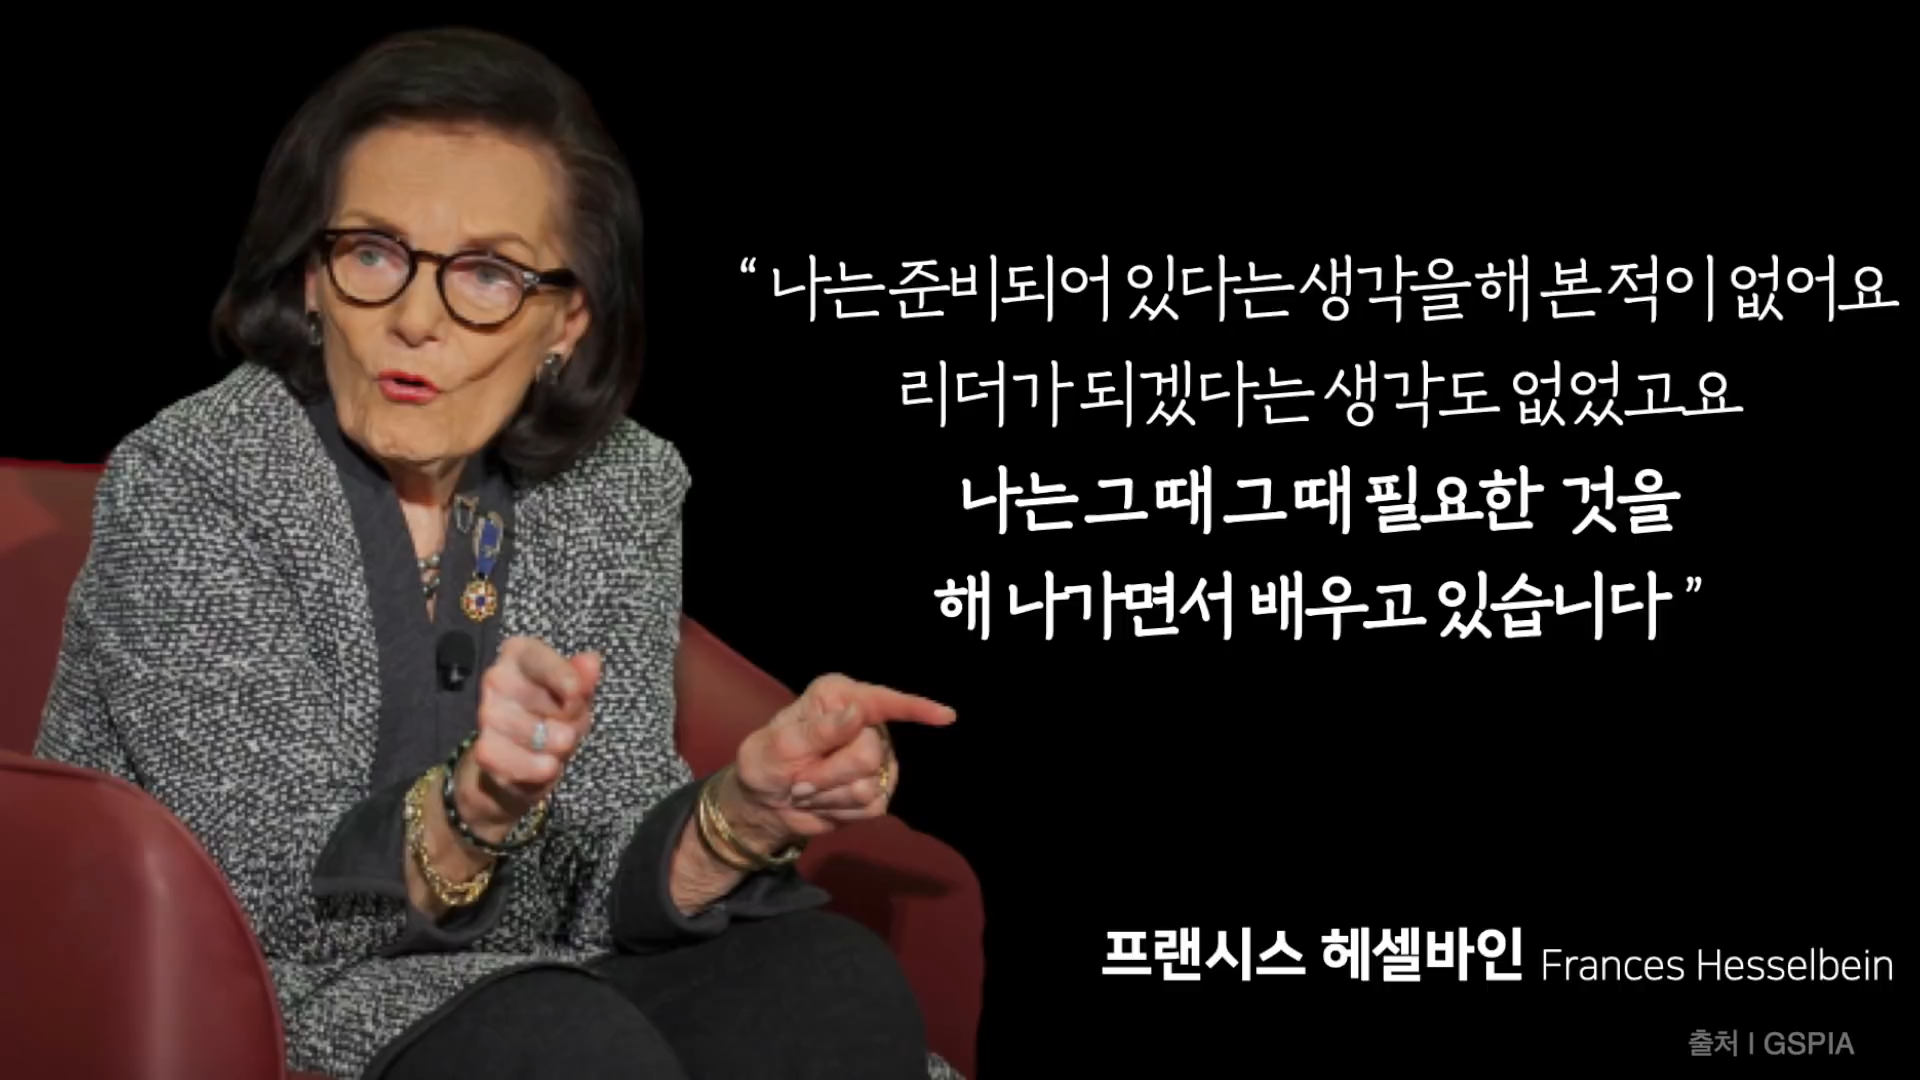 “ 나는 준비되어 있다는 생각을 해 본 적이 없어요
리더가 되겠다는 생각도 없었고요
나는 그때 그때 필요한 것을
해 나가면서 배우고 있습니다 ”
프랜시스 헤셀바인 Frances Hesselbein
출처 l GSPIA